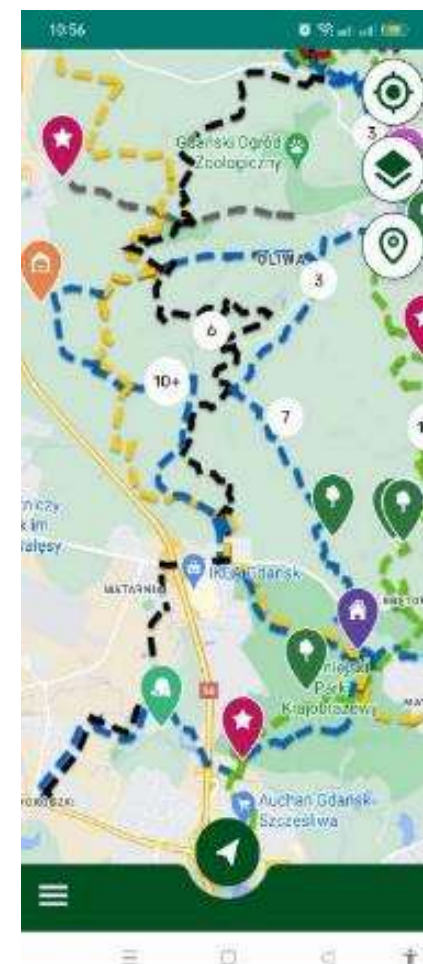 10:56
Gdański Ogród
Zoologiczny
3
OLIWA
3
6
10+
7
IKEA Gdańsk
MATARNIA
Park
Krajobrazowy
Auchan Gdańsk
Szczęśliwa